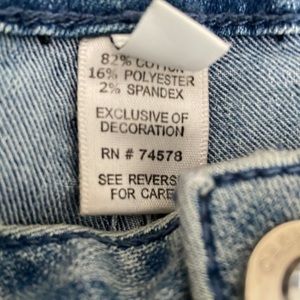 82% COTTON
16% POLYESTER
2% SPANDEX
EXCLUSIVE OF
DECORATION
RN # 74578
SEE REVERSE
FOR CARE